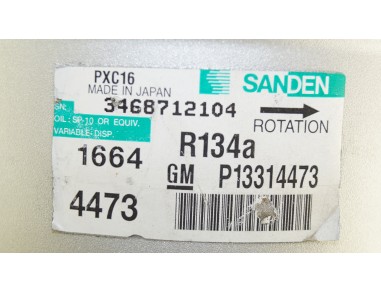 PXC16
MADE IN JAPAN
SANDEN
S/N: 3468712104
OIL: SP-10 OR EQUIV.
VARIABLE-DISP.
ROTATION
1664
R134a
GM P13314473
4473